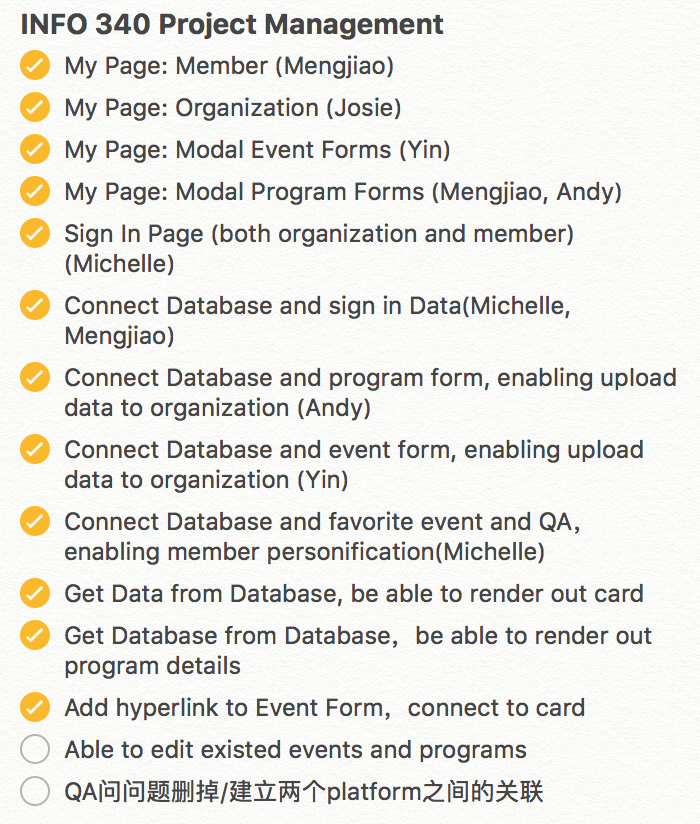 INFO 340 Project Management
My Page: Member (Mengjiao)
My Page: Organization (Josie)
My Page: Modal Event Forms (Yin)
My Page: Modal Program Forms (Mengjiao, Andy)
Sign In Page (both organization and member)
(Michelle)
Connect Database and sign in Data(Michelle,
Mengjiao)
Connect Database and program form, enabling upload
data to organization (Andy)
Connect Database and event form, enabling upload
data to organization (Yin)
Connect Database and favorite event and QA，
enabling member personification(Michelle)
Get Data from Database, be able to render out card
Get Database from Database，be able to render out
program details
Add hyperlink to Event Form，connect to card
Able to edit existed events and programs
QA问问题删掉/建立两个platform之间的关联